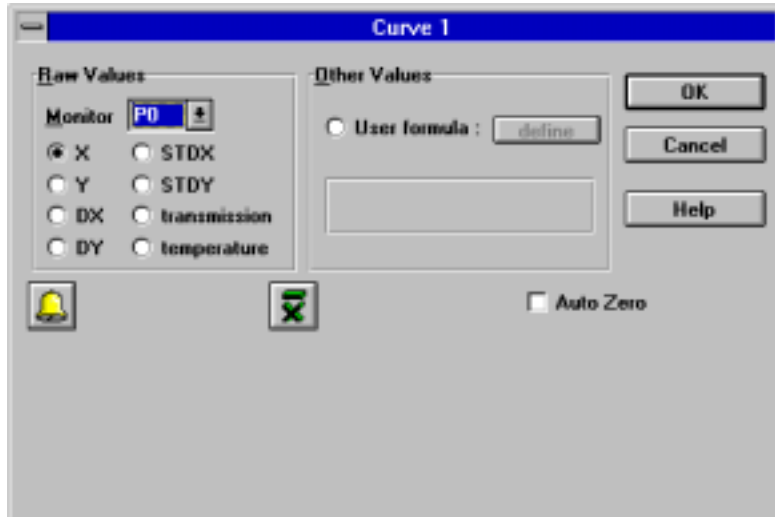 Curve 1
Raw Values
Monitor P0
X STDX
Y STDY
DX transmission
DY temperature
Other Values
User formula : define
OK
Cancel
Help
x
Auto Zero